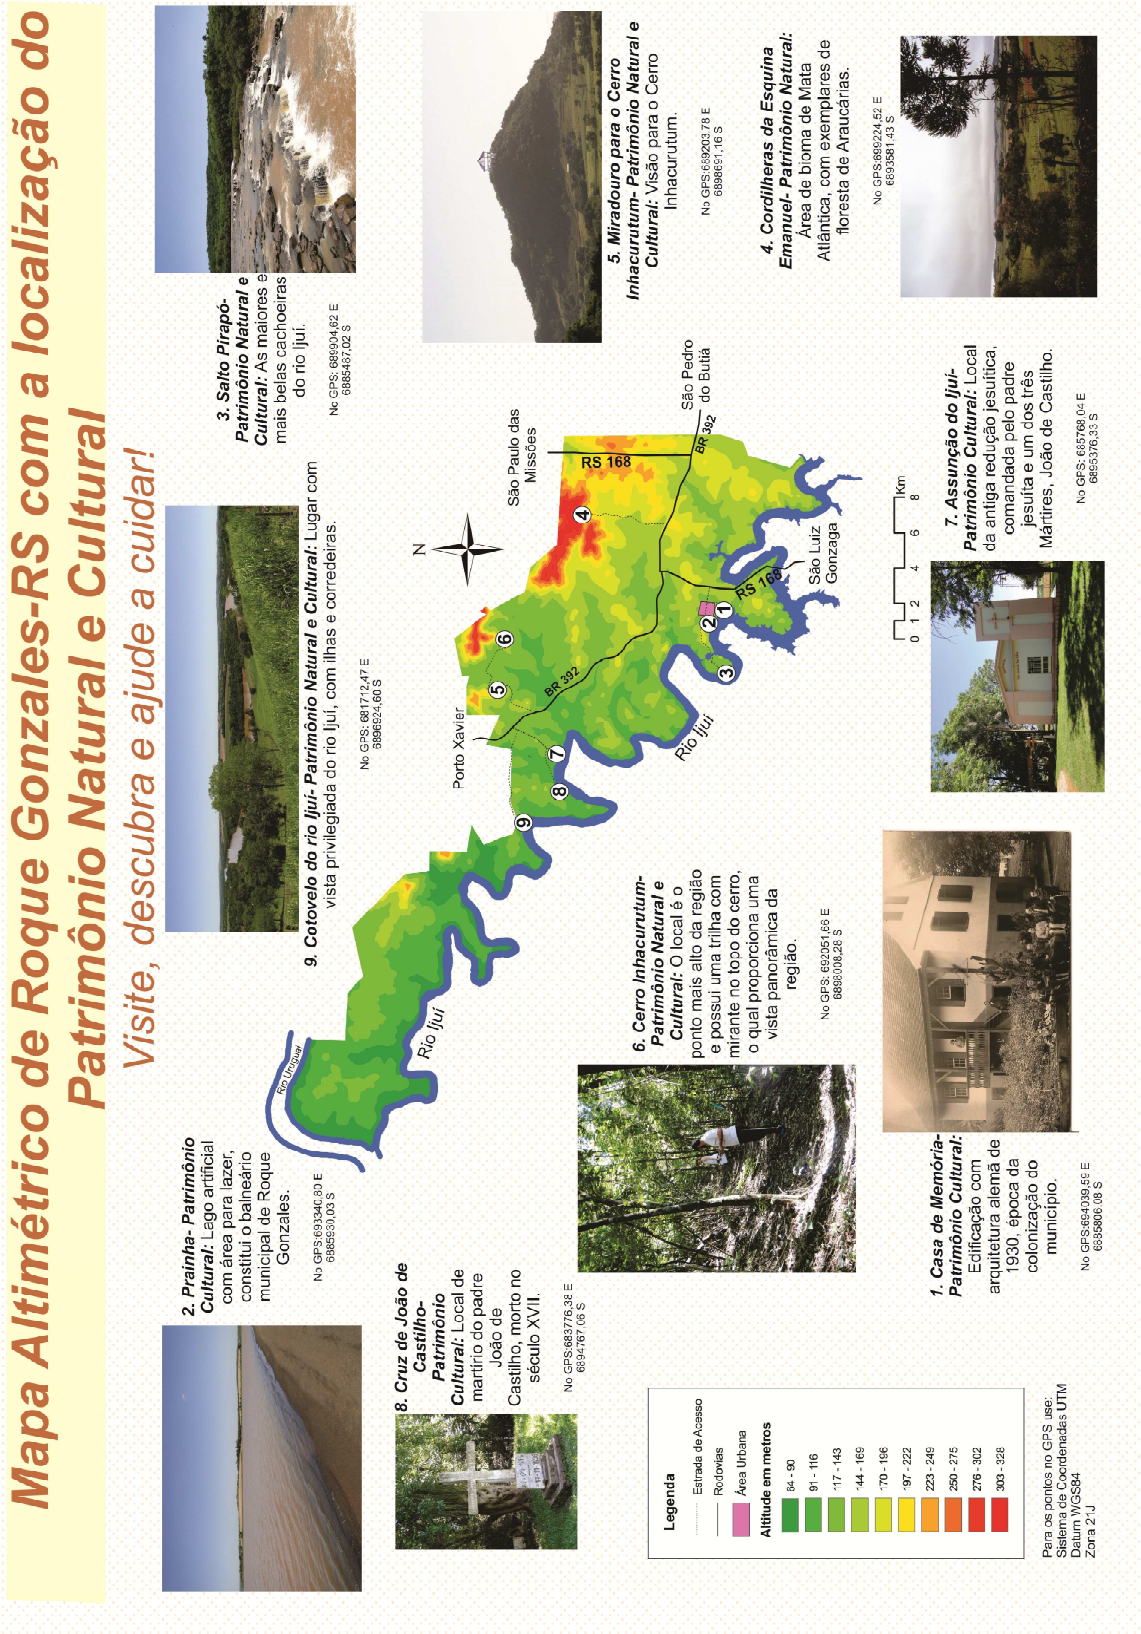 Mapa Altimétrico de Roque Gonzales-RS com a localização do
Patrimônio Natural e Cultural
Visite, descubra e ajude a cuidar!
2. Prainha- Patrimônio
Cultural: Lago artificial
com área para lazer,
constitui o balneário
municipal de Roque
Gonzales.
No GPS:693340,80 E
6885930,03 S
9. Cotovelo do rio Ijuí- Patrimônio Natural e Cultural: Lugar com
vista privilegiada do rio Ijuí, com ilhas e corredeiras.
No GPS: 681712,47 E
6896924,60 S
3. Salto Pirapó-
Patrimônio Natural e
Cultural: As maiores e
mais belas cachoeiras
do rio Ijuí.
No GPS: 689904,62 E
6885487,02 S
8. Cruz de João de
Castilho-
Patrimônio
Cultural: Local de
martírio do padre
João de
Castilho, morto no
século XVII.
No GPS:683776,38 E
6894767,06 S
5. Miradouro para o Cerro
Inhacurutum- Patrimônio Natural e
Cultural: Visão para o Cerro
Inhacurutum.
No GPS:689203,78 E
6898691,16 S
4. Cordilheras da Esquina
Emanuel- Patrimônio Natural:
Área de bioma de Mata
Atlântica, com exemplares de
floresta de Araucárias.
No GPS:699224,52 E
6893581,43 S
6. Cerro Inhacurutum-
Patrimônio Natural e
Cultural: O local é o
ponto mais alto da região
e possui uma trilha com
mirante no topo do cerro,
o qual proporciona uma
vista panorâmica da
região.
No GPS: 692051,66 E
6898008,28 S
1. Casa de Memória-
Patrimônio Cultural:
Edificação com
arquitetura alemã de
1930, época da
colonização do
município.
No GPS:694039,59 E
6885806,08 S
7. Assunção do Ijuí-
Patrimônio Cultural: Local
da antiga redução jesuítica,
comandada pelo padre
jesuíta e um dos três
Mártires, João de Castilho.
No GPS: 685768,04 E
6895376,33 S
Rio Uruguai
Rio Ijuí
Porto Xavier
N
São Paulo das
Missões
RS 168
São Pedro
do Butiá
BR 392
BR 392
Rio Ijuí
RS 168
São Luiz
Gonzaga
9
8
7
5
6
4
3
2
1
0 1 2 4 6 8
Km
Legenda
Estrada de Acesso
Rodovias
Área Urbana
Altitude em metros
64 - 90
91 - 116
117 - 143
144 - 169
170 - 196
197 - 222
223 - 249
250 - 275
276 - 302
303 - 328
Para os pontos no GPS use:
Sistema de Coordenadas UTM
Datum WGS84
Zona 21J